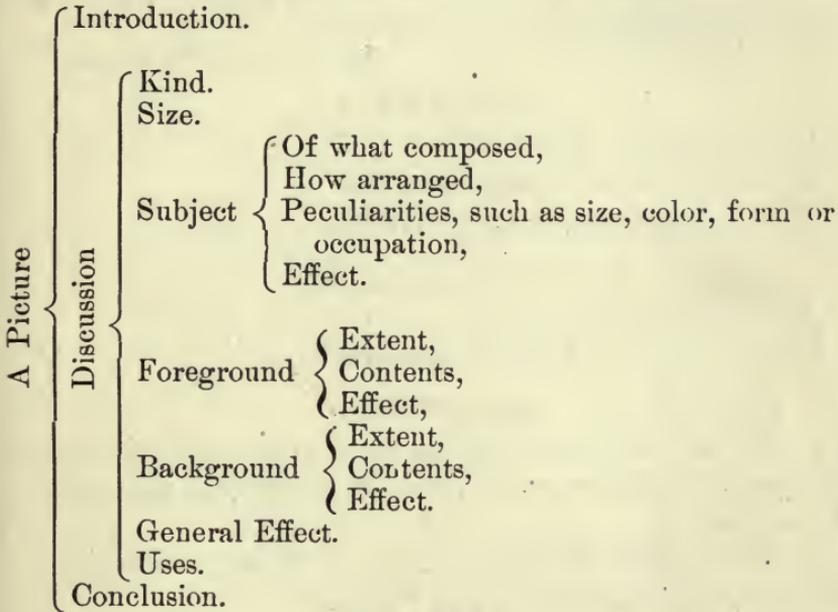 A Picture
Introduction.
Discussion
Kind.
Size.
Subject
Of what composed,
How arranged,
Peculiarities, such as size, color, form or
occupation,
Effect.
Foreground
Extent,
Contents,
Effect,
Background
Extent,
Contents,
Effect.
General Effect.
Uses.
Conclusion.